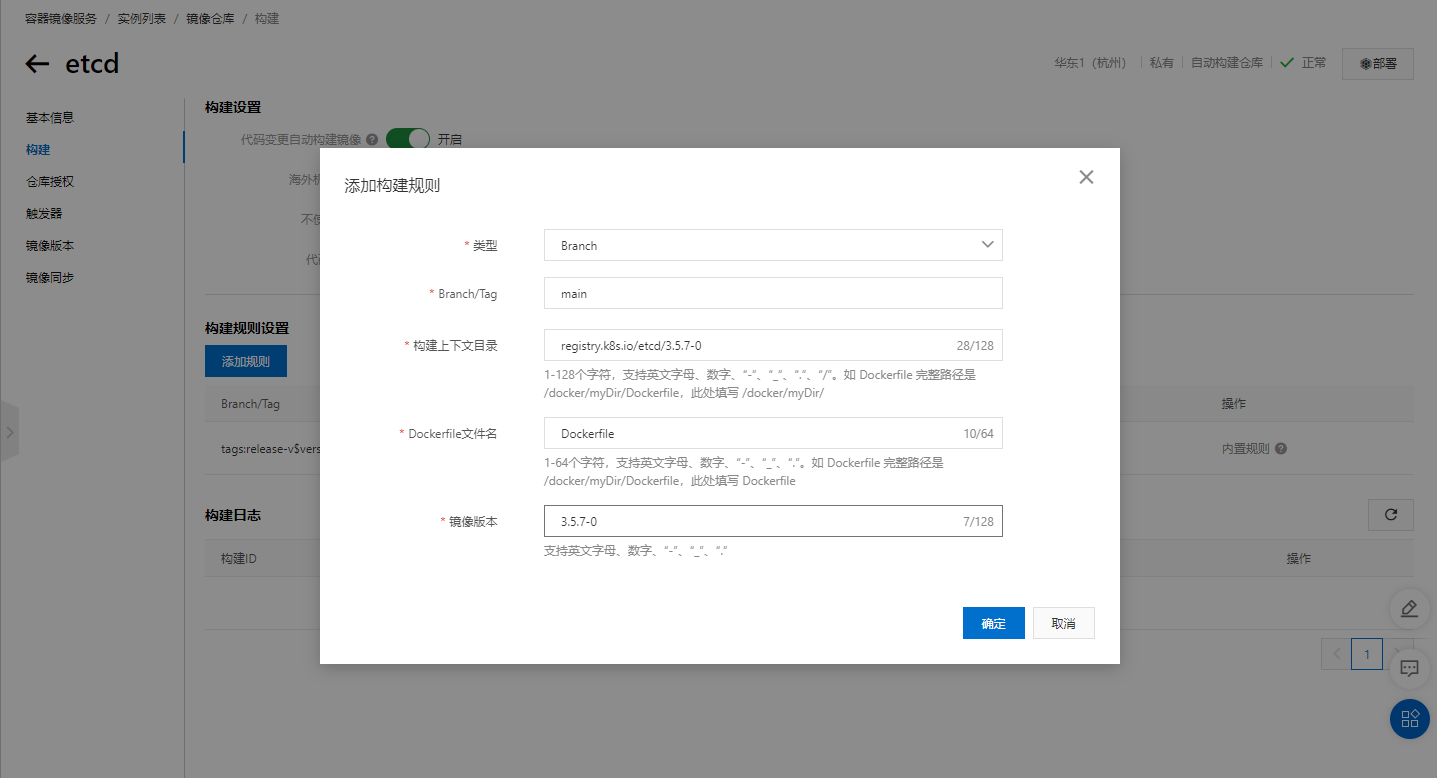 容器镜像服务 / 实例列表 / 镜像仓库 / 构建
etcd
华东1（杭州） 私有 自动构建仓库 正常 部署
基本信息
构建
仓库授权
触发器
镜像版本
镜像同步
构建设置
代码变更自动构建镜像 ? 开启
海外机
不使
代
构建规则设置
添加规则
Branch/Tag 操作
tags:release-v$vers 内置规则 ?
构建日志
构建ID 操作
1
添加构建规则
* 类型 Branch
* Branch/Tag main
* 构建上下文目录 registry.k8s.io/etcd/3.5.7-0 28/128
1-128个字符，支持英文字母、数字、“-”、“_”、“.”、“/”。如 Dockerfile 完整路径是
/docker/myDir/Dockerfile，此处填写 /docker/myDir/
* Dockerfile文件名 Dockerfile 10/64
1-64个字符，支持英文字母、数字、“-”、“_”、“.”。如 Dockerfile 完整路径是
/docker/myDir/Dockerfile，此处填写 Dockerfile
* 镜像版本 3.5.7-0 7/128
支持英文字母、数字、“-”、“_”、“.”
确定 取消